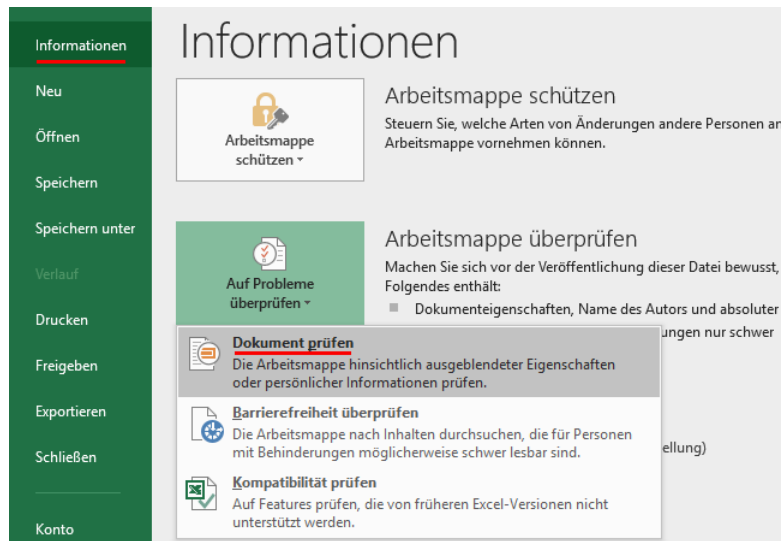 Informationen
Neu
Öffnen
Speichern
Speichern unter
Verlauf
Drucken
Freigeben
Exportieren
Schließen
Konto
Informationen
Arbeitsmappe
schützen
Arbeitsmappe schützen
Steuern Sie, welche Arten von Änderungen andere Personen an
Arbeitsmappe vornehmen können.
Auf Probleme
überprüfen
Arbeitsmappe überprüfen
Machen Sie sich vor der Veröffentlichung dieser Datei bewusst,
Folgendes enthält:
Dokumenteigenschaften, Name des Autors und absoluter
ungen nur schwer
Dokument prüfen
Die Arbeitsmappe hinsichtlich ausgeblendeter Eigenschaften
oder persönlicher Informationen prüfen.
Barrierefreiheit überprüfen
Die Arbeitsmappe nach Inhalten durchsuchen, die für Personen
mit Behinderungen möglicherweise schwer lesbar sind.
ellung)
Kompatibilität prüfen
Auf Features prüfen, die von früheren Excel-Versionen nicht
unterstützt werden.